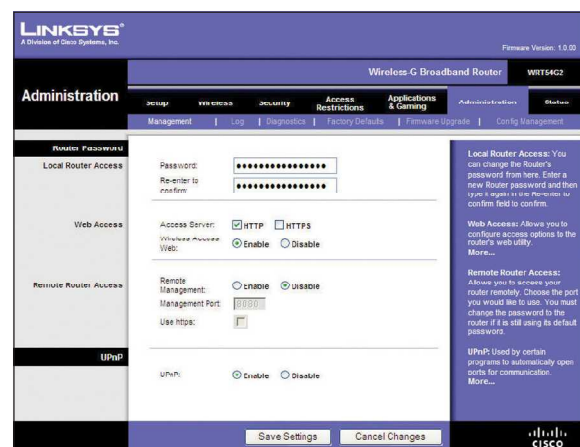 LINKSYS®
A Division of Cisco Systems, Inc.
Firmware Version: 1.0.00
Wireless-G Broadband Router WRT54G2
Administration
Setup Wireless Security Access Restrictions Applications & Gaming Administration Status
Management | Log | Diagnostics | Factory Defaults | Firmware Upgrade | Config Management
Router Password
Local Router Access
Password:
Re-enter to
confirm:
Web Access
Access Server: HTTP HTTPS
Wireless Access
Web: Enable Disable
Remote Router Access
Remote
Management: Enable Disable
Management Port: 8080
Use https:
UPnP
UPnP: Enable Disable
Save Settings Cancel Changes
Local Router Access: You
can change the Router's
password from here. Enter a
new Router password and then
type it again in the Re-enter to
confirm field to confirm.
Web Access: Allows you to
configure access options to the
router's web utility.
More...
Remote Router Access:
Allows you to access your
router remotely. Choose the port
you would like to use. You must
change the password to the
router if it is still using its default
password.
UPnP: Used by certain
programs to automatically open
ports for communication.
More...
CISCO